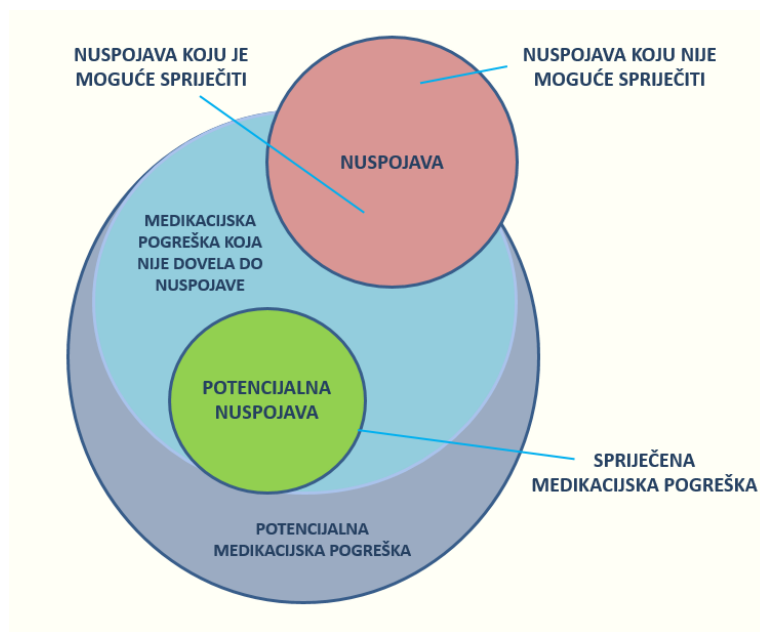 NUSPOJAVA KOJU JE
MOGUĆE SPRIJEČITI
NUSPOJAVA KOJU NIJE
MOGUĆE SPRIJEČITI
NUSPOJAVA
MEDIKACIJSKA
POGREŠKA KOJA
NIJE DOVELA DO
NUSPOJAVE
POTENCIJALNA
NUSPOJAVA
SPRIJEČENA
MEDIKACIJSKA POGREŠKA
POTENCIJALNA
MEDIKACIJSKA POGREŠKA